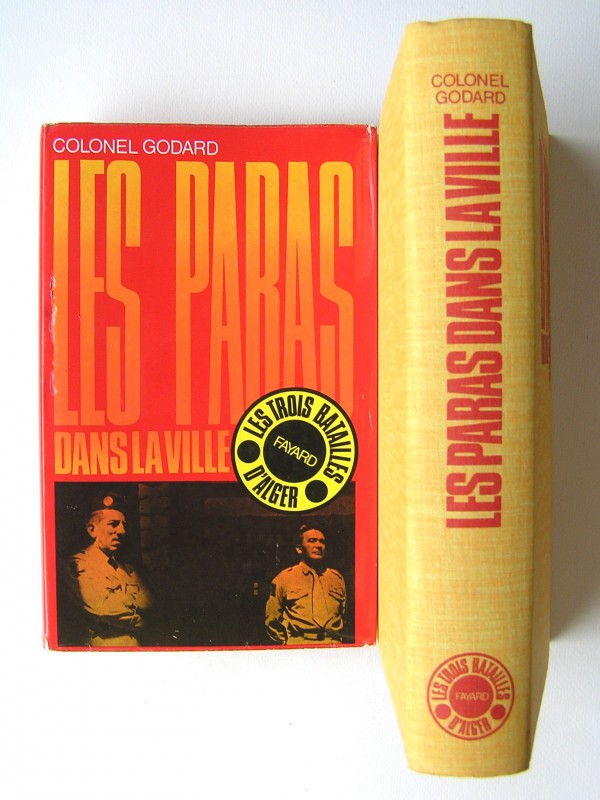 COLONEL GODARD
LES PARAS
DANS LA VILLE
LES TROIS BATAILLES
FAYARD
D'ALGER
COLONEL
GODARD
LES PARAS DANS LA VILLE
LES TROIS BATAILLES
FAYARD
D'ALGER